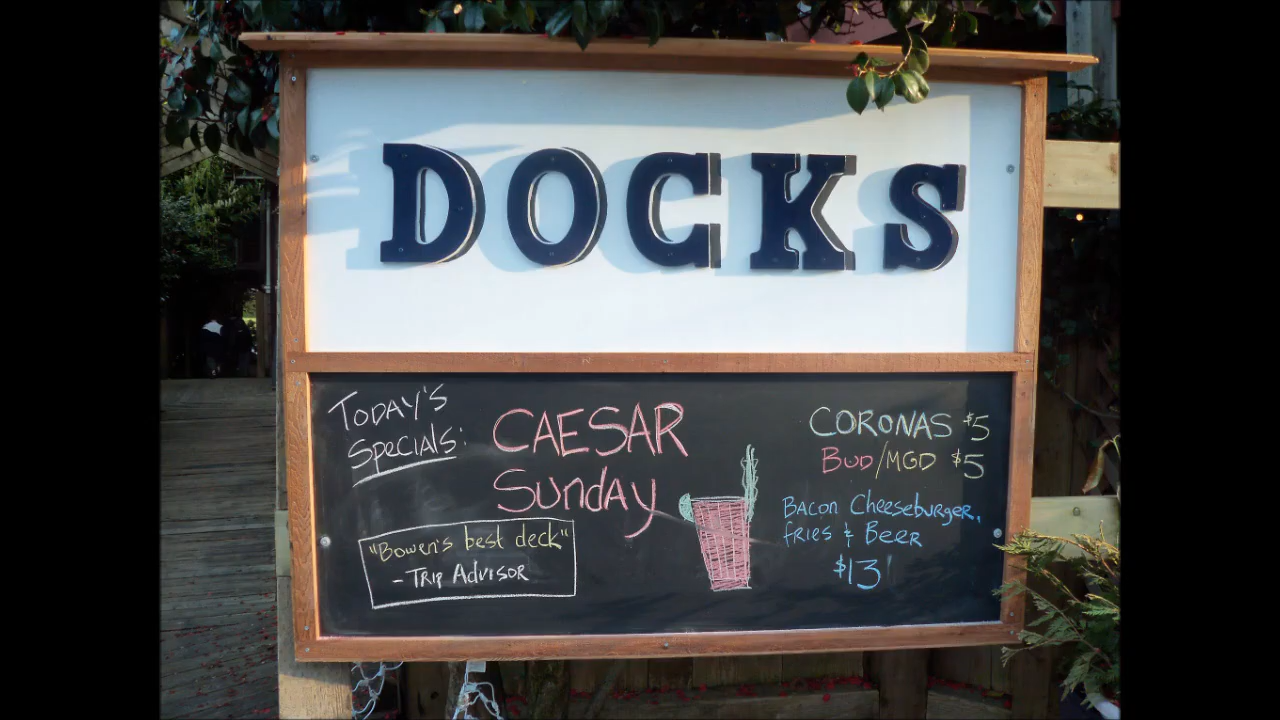 DOCKS
TODAY'S
SPECIALS:
CAESAR
Sunday
"Bowen's best deck"
- TRIP ADVISOR
CORONAS $5
BUD/MGD $5
BACON Cheeseburger,
FRIES & BEER
$13